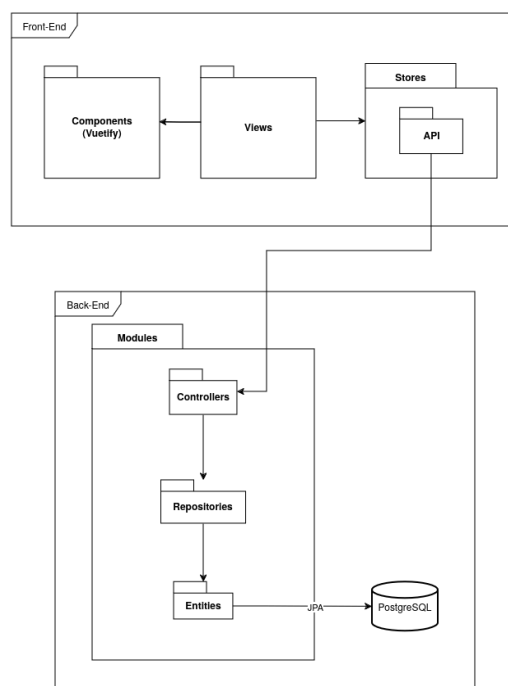 Front-End
Components
(Vuetify)
Views
Stores
API
Back-End
Modules
Controllers
Repositories
Entities
JPA
PostgreSQL